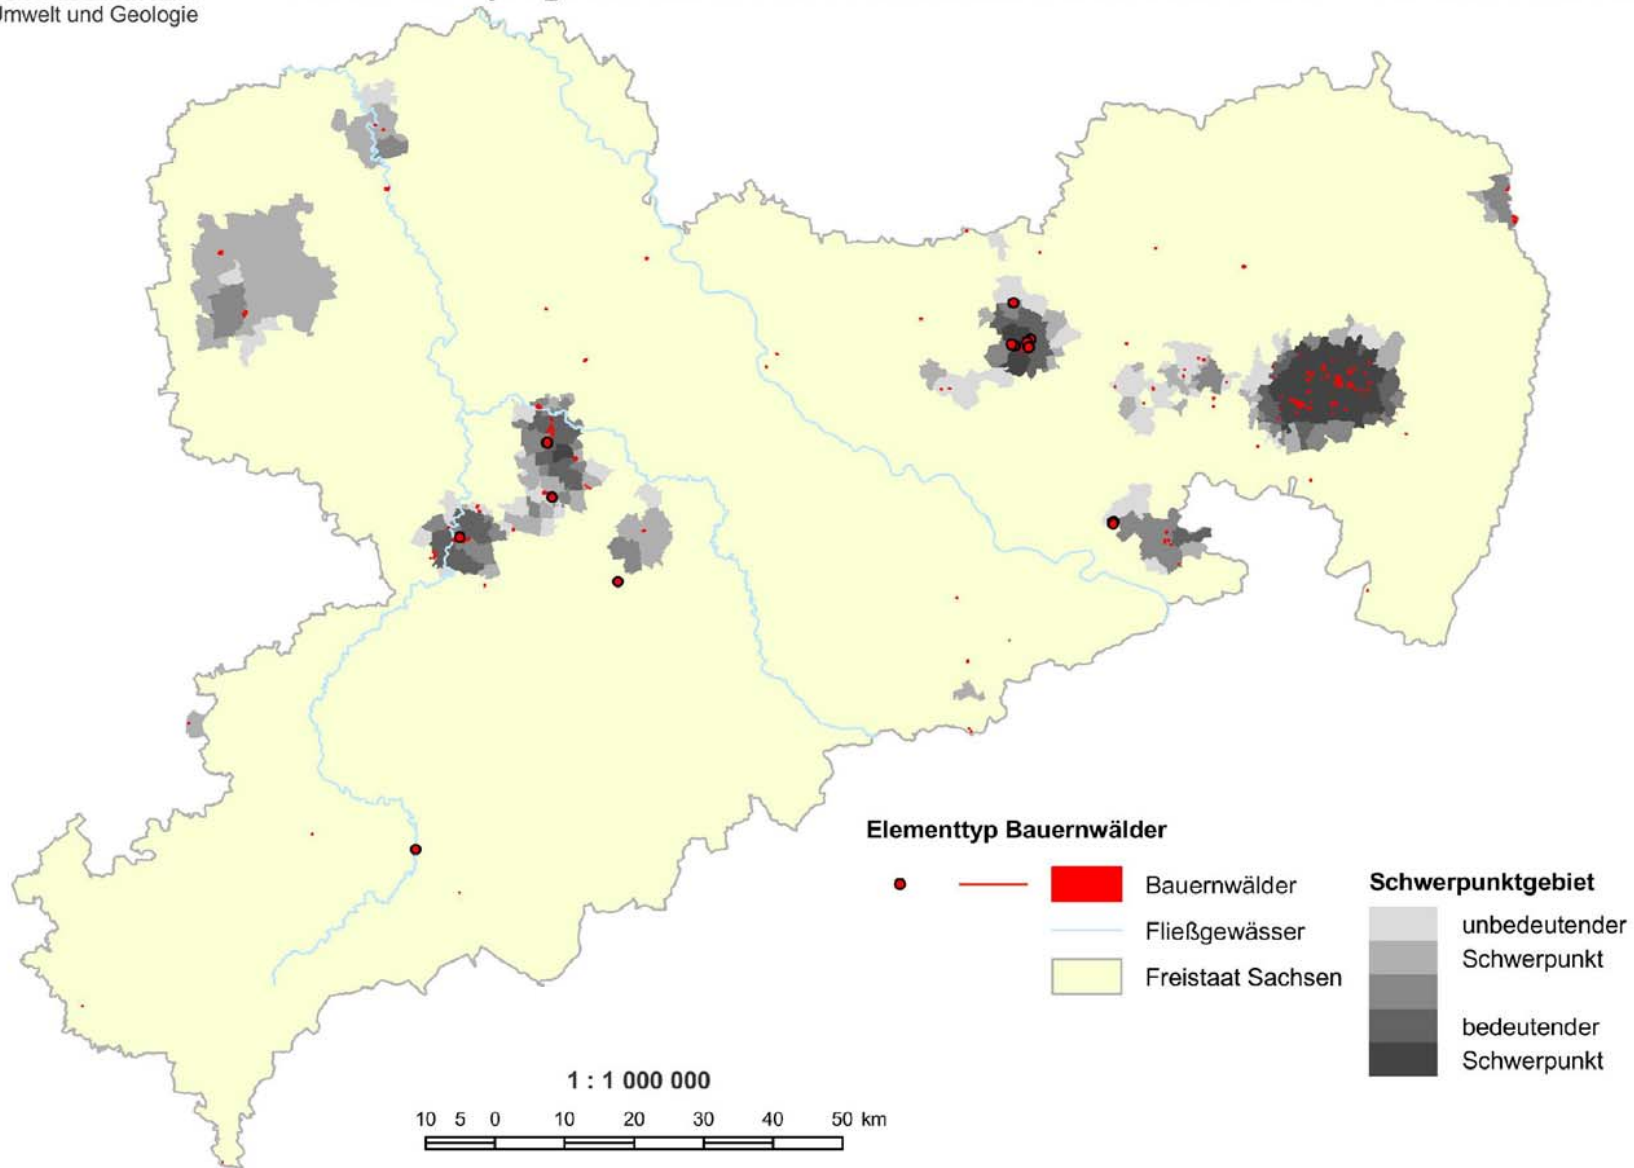 Umwelt und Geologie
Elementtyp Bauernwälder
Bauernwälder
Fließgewässer
Freistaat Sachsen
Schwerpunktgebiet
unbedeutender
Schwerpunkt
bedeutender
Schwerpunkt
1 : 1 000 000
10 5 0 10 20 30 40 50 km